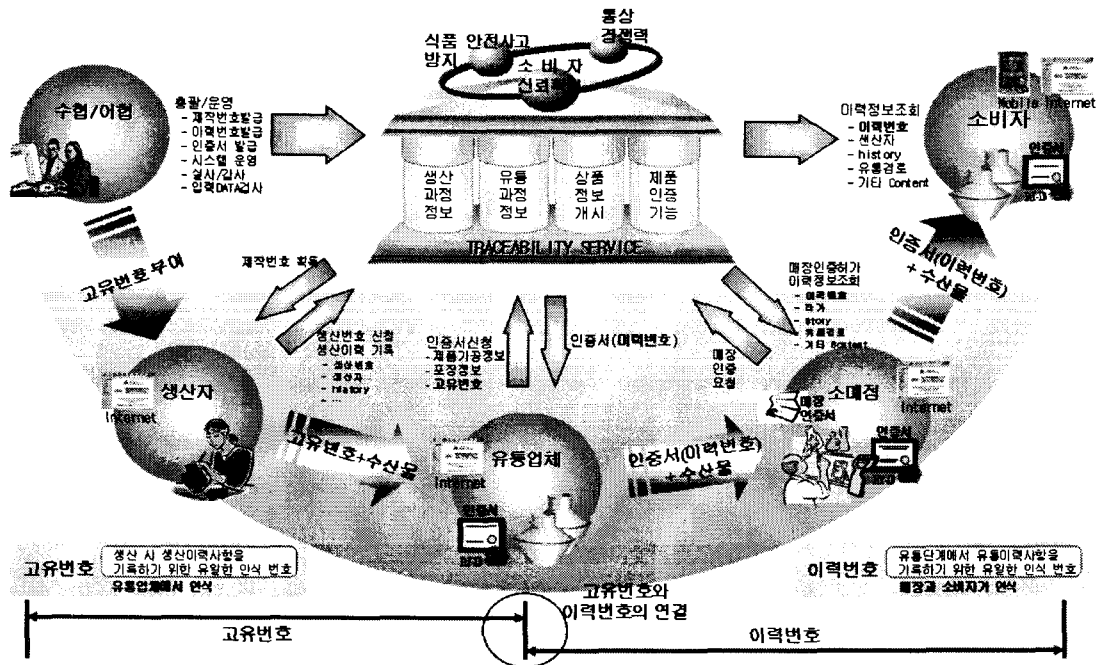 식품 안전사고
방지
통상
경쟁력
소 비 자
수협/어협
총괄/운영
- 제작번호발급
- 이력번호발급
- 인증서 발급
- 시스템 운영
- 실사/감사
- 입력DATA검사
생산
과정
정보
유통
과정
정보
상품
정보
개시
제품
인증
기능
TRACEABILITY SERVICE
Mobile Internet
소비자
인증서
이력정보조회
- 이력번호
- 생산자
- history
- 유통경로
- 기타 Content
고유번호 부여
제작번호 획득
생산번호 신청
생산이력 기록
- 생산번호
- 생산자
- history
- ...
인증서신청
- 제품가공정보
- 포장정보
- 고유번호
인증서(이력번호)
매장
인증
요청
매장인증허가
이력정보조회
- 이력번호
- 유통경로
- 기타 Content
인증서(이력번호)
+ 수산물
생산자
Internet
고유번호+수산물
유통업체
Internet
인증서
인증서(이력번호)
+ 수산물
소매점
Internet
매장
인증서
인증서
고유번호
생산 시 생산이력사항을
기록하기 위한 유일한 인식 번호
유통업체에서 인식
고유번호와
이력번호의 연결
이력번호
유통단계에서 유통이력사항을
기록하기 위한 유일한 인식 번호
매장과 소비자가 인식
고유번호
이력번호